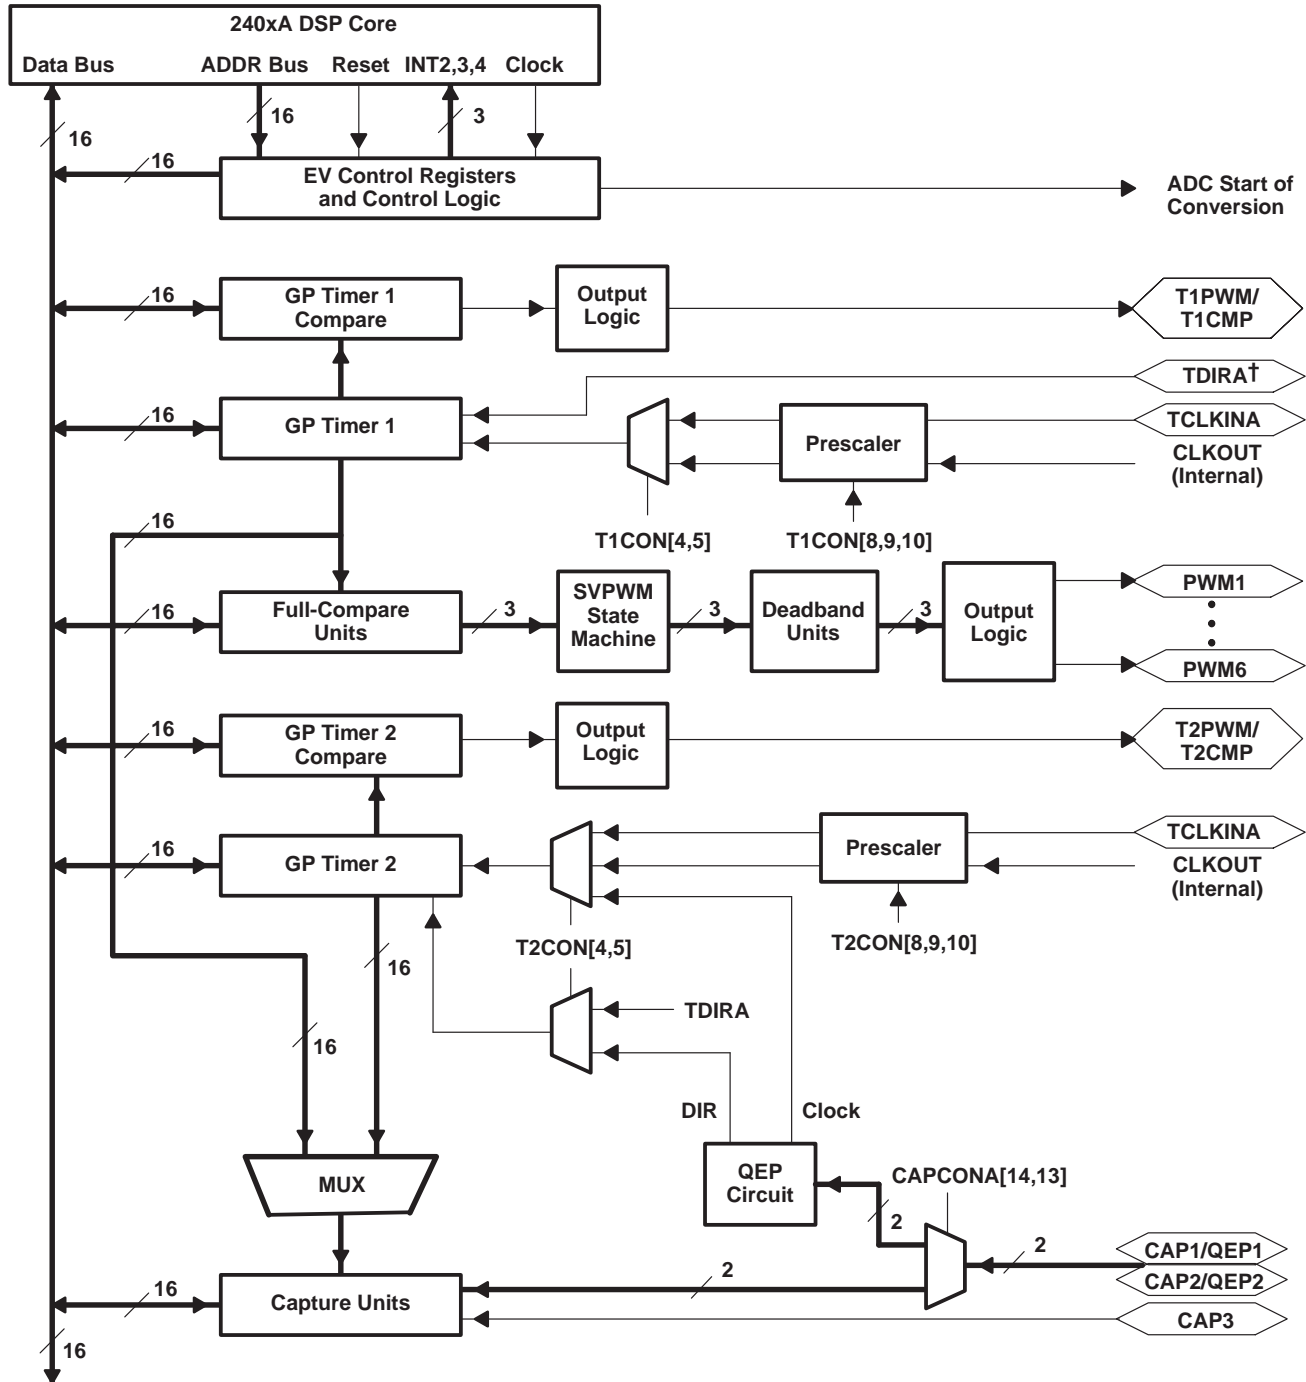 240xA DSP Core
Data Bus ADDR Bus Reset INT2,3,4 Clock
16 16 3
16
EV Control Registers
and Control Logic
ADC Start of
Conversion
16
GP Timer 1
Compare
Output
Logic
T1PWM/
T1CMP
TDIRA†
16
GP Timer 1
Prescaler
TCLKINA
CLKOUT
(Internal)
T1CON[4,5]
T1CON[8,9,10]
16
16
Full-Compare
Units
3
SVPWM
State
Machine
3
Deadband
Units
3
Output
Logic
PWM1
PWM6
16
GP Timer 2
Compare
Output
Logic
T2PWM/
T2CMP
16
GP Timer 2
Prescaler
TCLKINA
CLKOUT
(Internal)
T2CON[4,5]
T2CON[8,9,10]
16
TDIRA
16
DIR
Clock
MUX
QEP
Circuit
CAPCONA[14,13]
2
2
CAP1/QEP1
CAP2/QEP2
16
Capture Units
2
CAP3
16